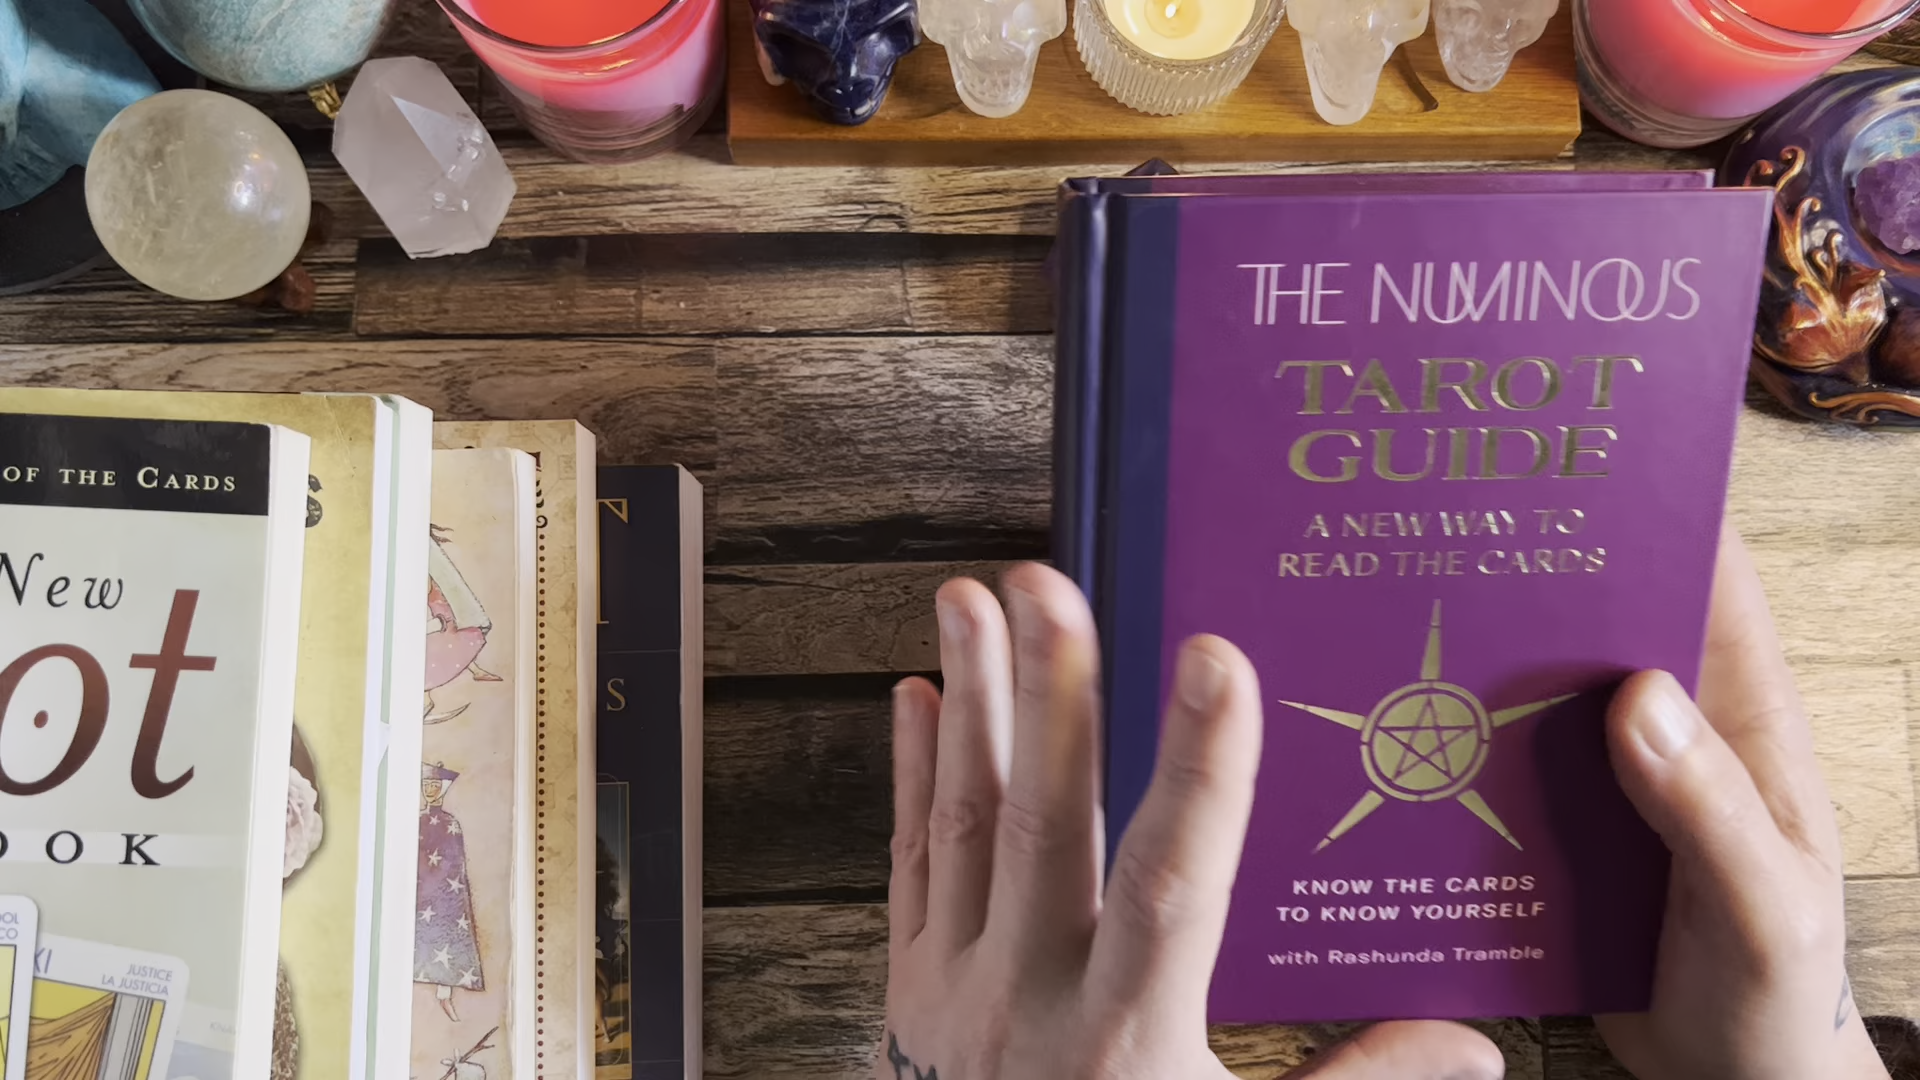 OF THE CARDS
New
ot
OOK
XI
JUSTICE
LA JUSTICIA
S
THE NUMINOUS
TAROT
GUIDE
A NEW WAY TO
READ THE CARDS
KNOW THE CARDS
TO KNOW YOURSELF
with Rashunda Tramble